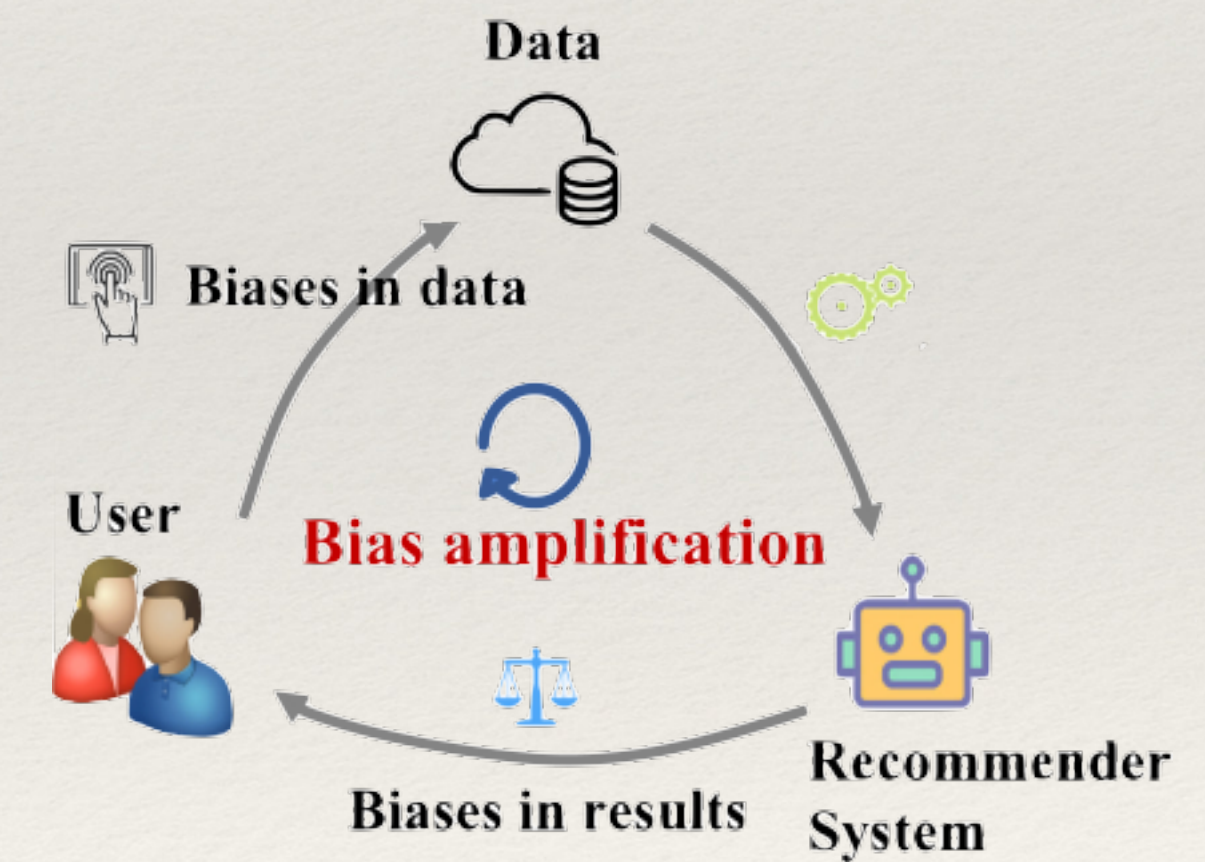 Data
Biases in data
User
Bias amplification
Biases in results
Recommender
System